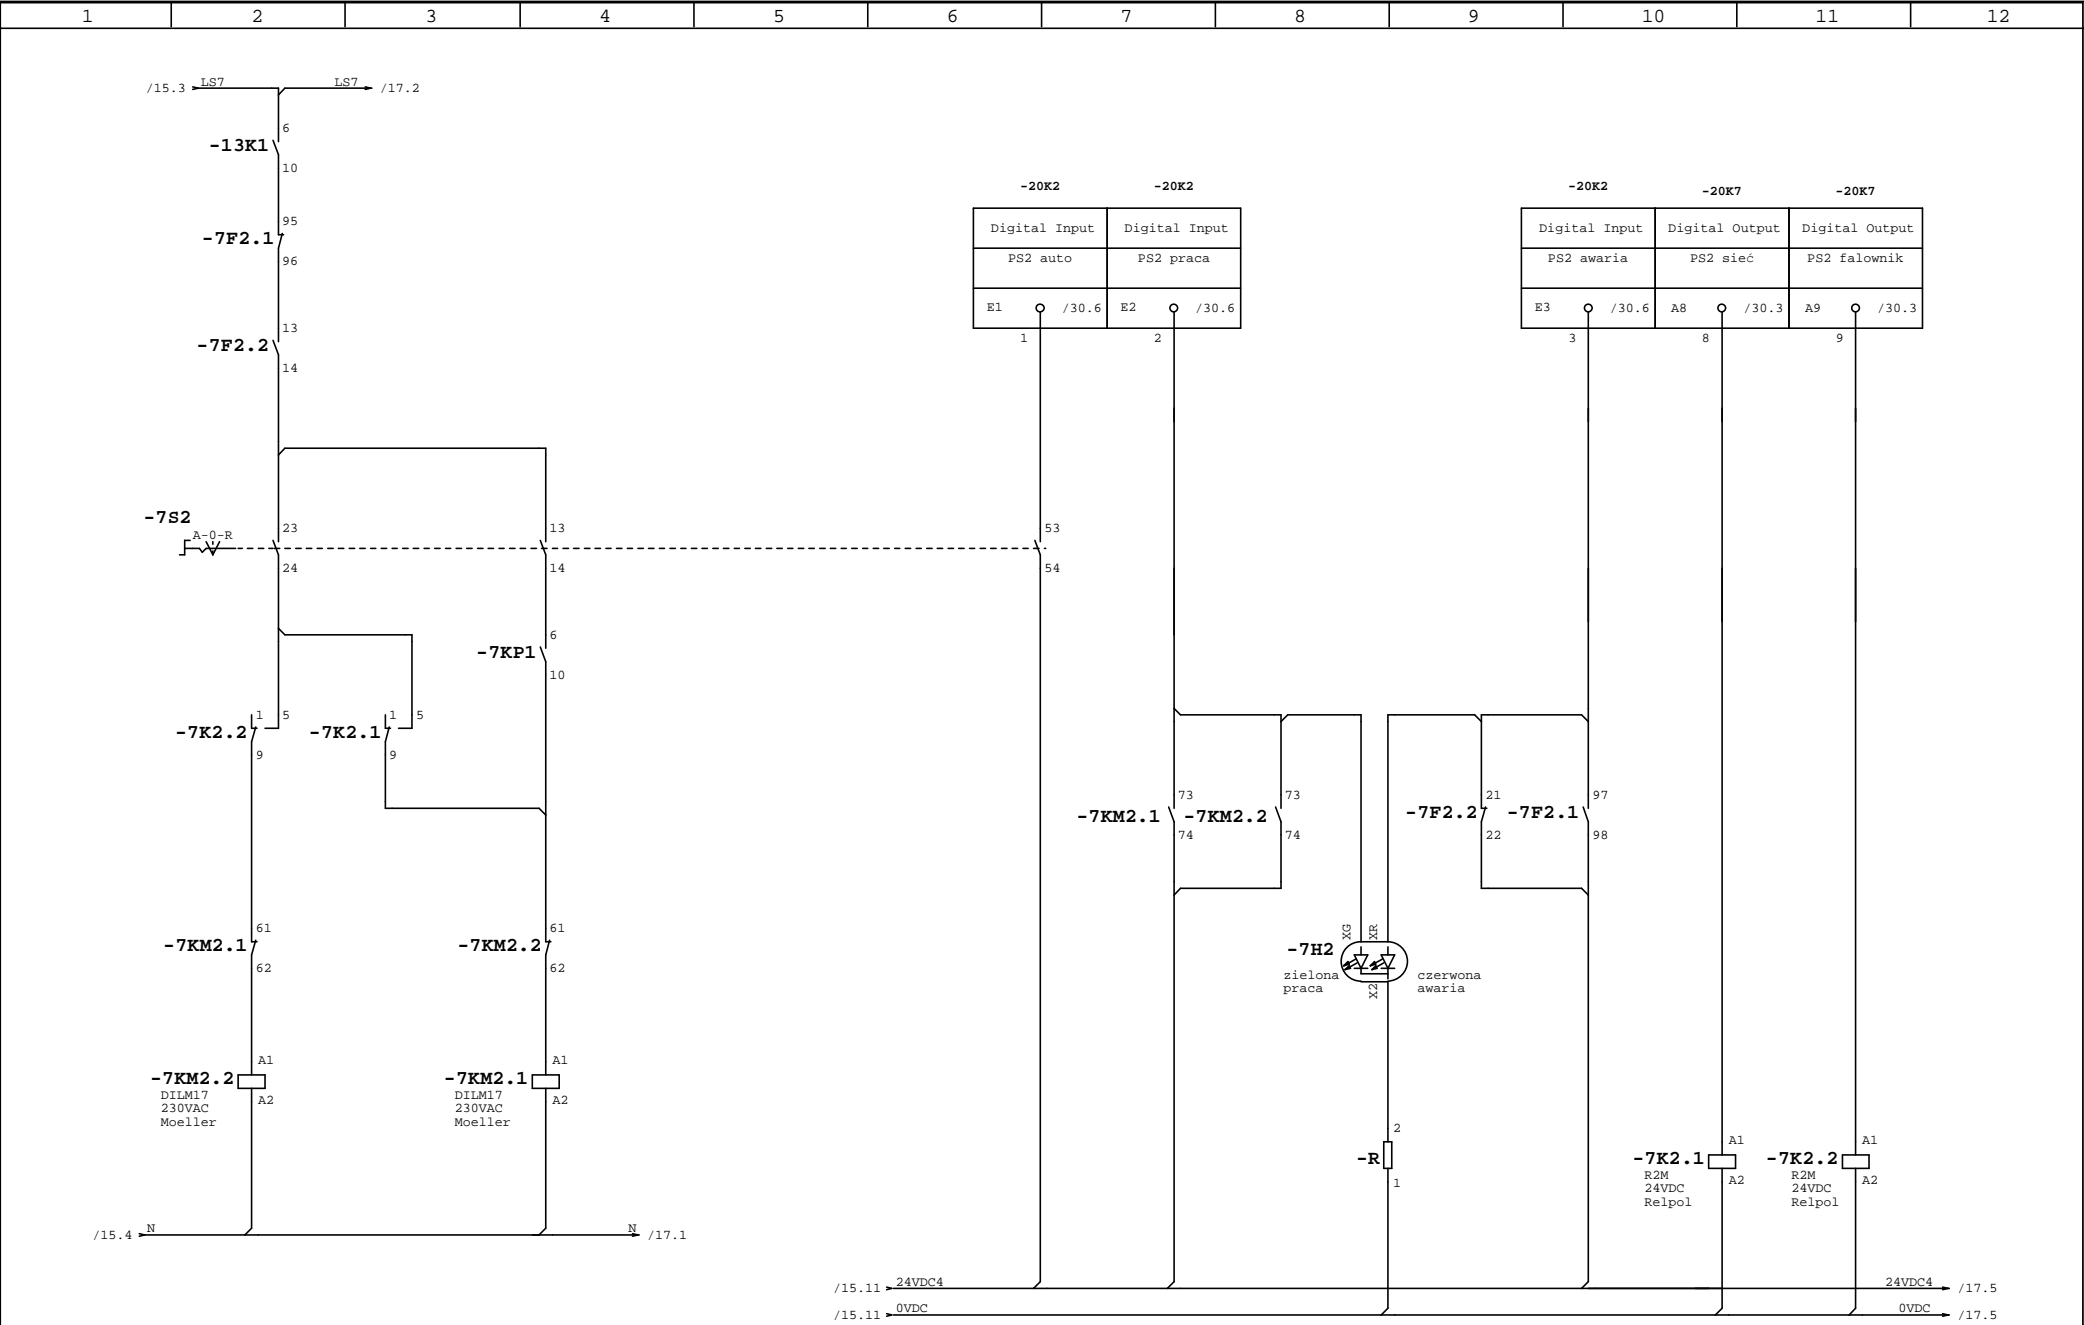 1 2 3 4 5 6 7 8 9 10 11 12
/15.3 LS7 LS7 /17.2
6
-13K1
10
95
-7F2.1
96
13
-7F2.2
14
-20K2 -20K2 -20K2 -20K7 -20K7
Digital Input Digital Input Digital Input Digital Output Digital Output
PS2 auto PS2 praca PS2 awaria PS2 sieć PS2 falownik
E1 /30.6 E2 /30.6 E3 /30.6 A8 /30.3 A9 /30.3
1 2 3 8 9
-7S2
A-0-R
23 13 53
24 14 54
6
-7KP1
10
1 5 1 5
-7K2.2 -7K2.1
9 9
73 73 21 97
-7KM2.1 -7KM2.2 -7F2.2 -7F2.1
74 74 22 98
61 61
-7KM2.1 -7KM2.2
62 62
XG XR
-7H2
zielona
praca
X2
czerwona
awaria
A1 A1
-7KM2.2 -7KM2.1
A2 A2
DILM17
230VAC
Moeller
DILM17
230VAC
Moeller
2
-R
1
A1 A1
-7K2.1 -7K2.2
A2 A2
R2M
24VDC
Relpol
R2M
24VDC
Relpol
/15.4 N N /17.1
/15.11 24VDC4 24VDC4 /17.5
/15.11 0VDC 0VDC /17.5